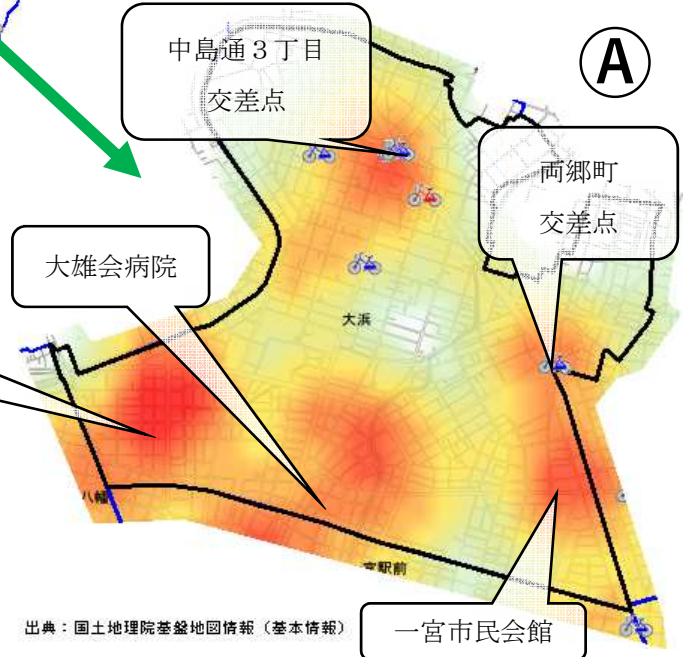 中島通３丁目
交差点
A
両郷町
交差点
大雄会病院
大浜
八幡
宮駅前
出典：国土地理院基盤地図情報（基本情報）
一宮市民会館